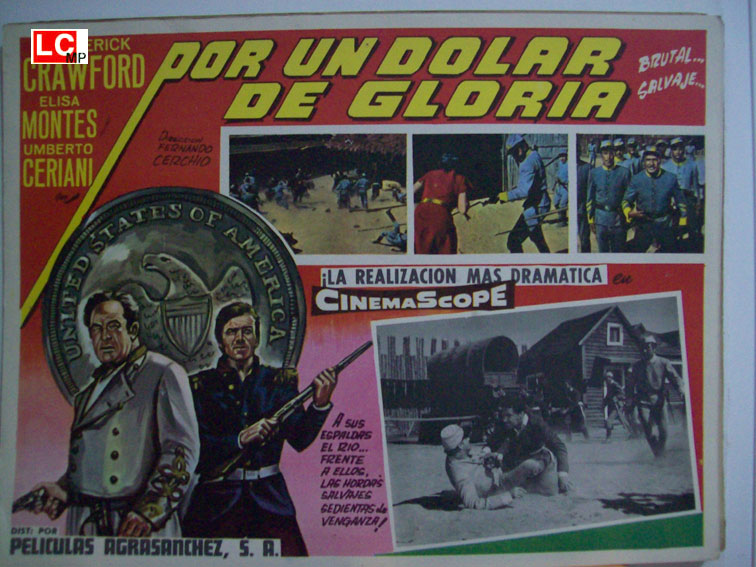 LC
MP
ERICK
CRAWFORD
ELISA
MONTES
UMBERTO
CERIANI
POR UN DOLAR
DE GLORIA
BRUTAL...
SALVAJE...
DIRECCION
FERNANDO
CERCHIO
UNITED STATES OF AMERICA
¡LA REALIZACION MAS DRAMATICA en
CINEMASCOPE
A SUS
ESPALDAS
EL RIO...
FRENTE
A ELLOS,
LAS HORDAS
SALVAJES
SEDIENTAS de
VENGANZA!
DIST: POR
PELICULAS AGRASANCHEZ, S. A.